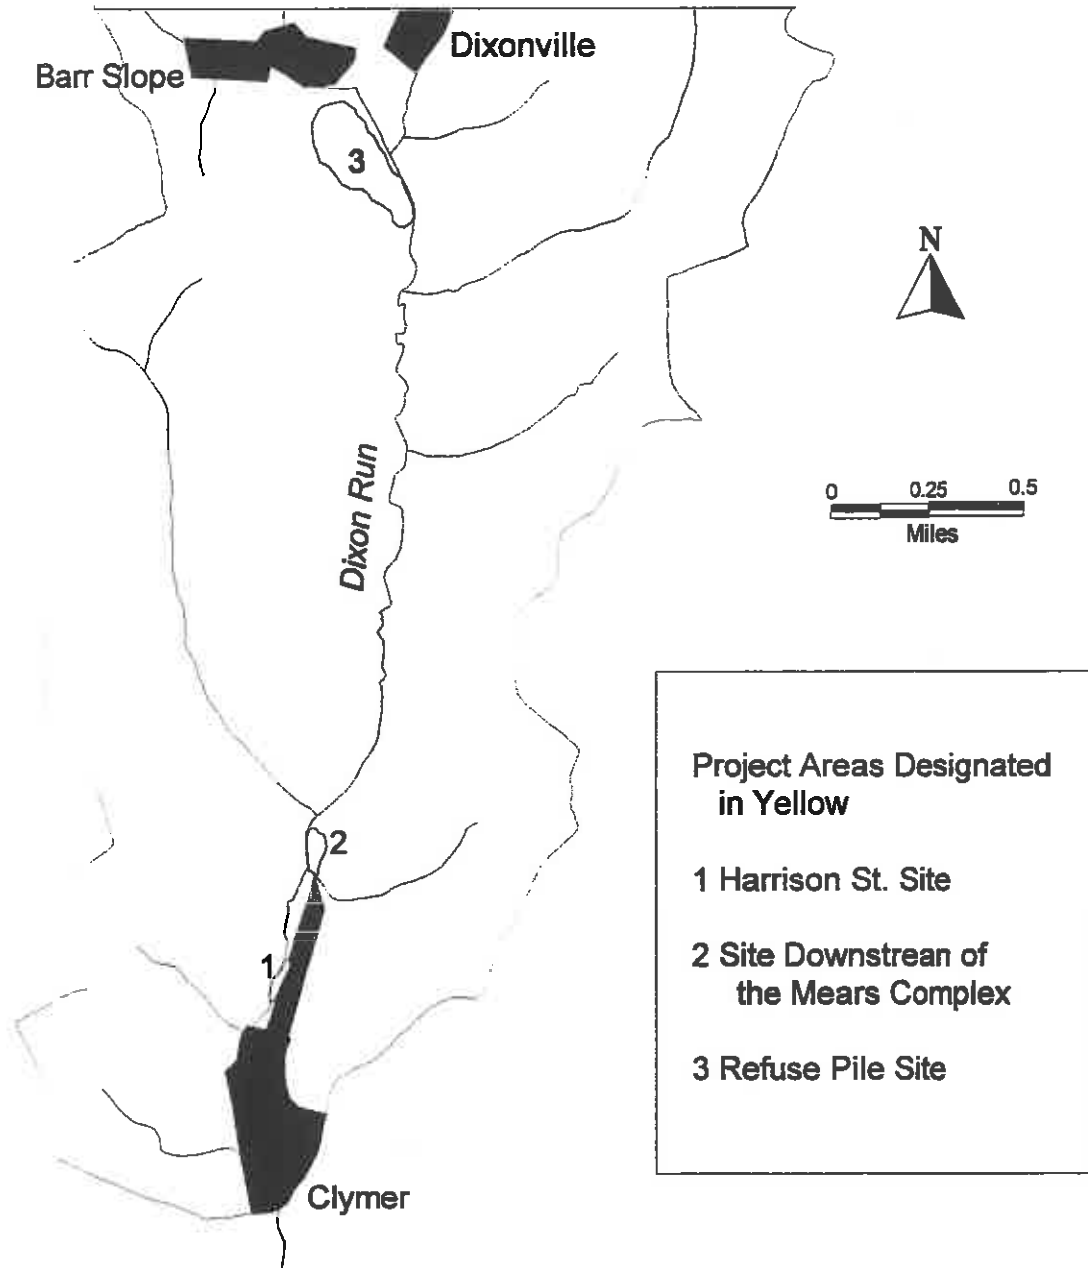 Dixonville
Barr Slope
3
N
0 0.25 0.5
Miles
Dixon Run
Project Areas Designated
in Yellow
1 Harrison St. Site
2 Site Downstrean of
the Mears Complex
3 Refuse Pile Site
2
1
Clymer